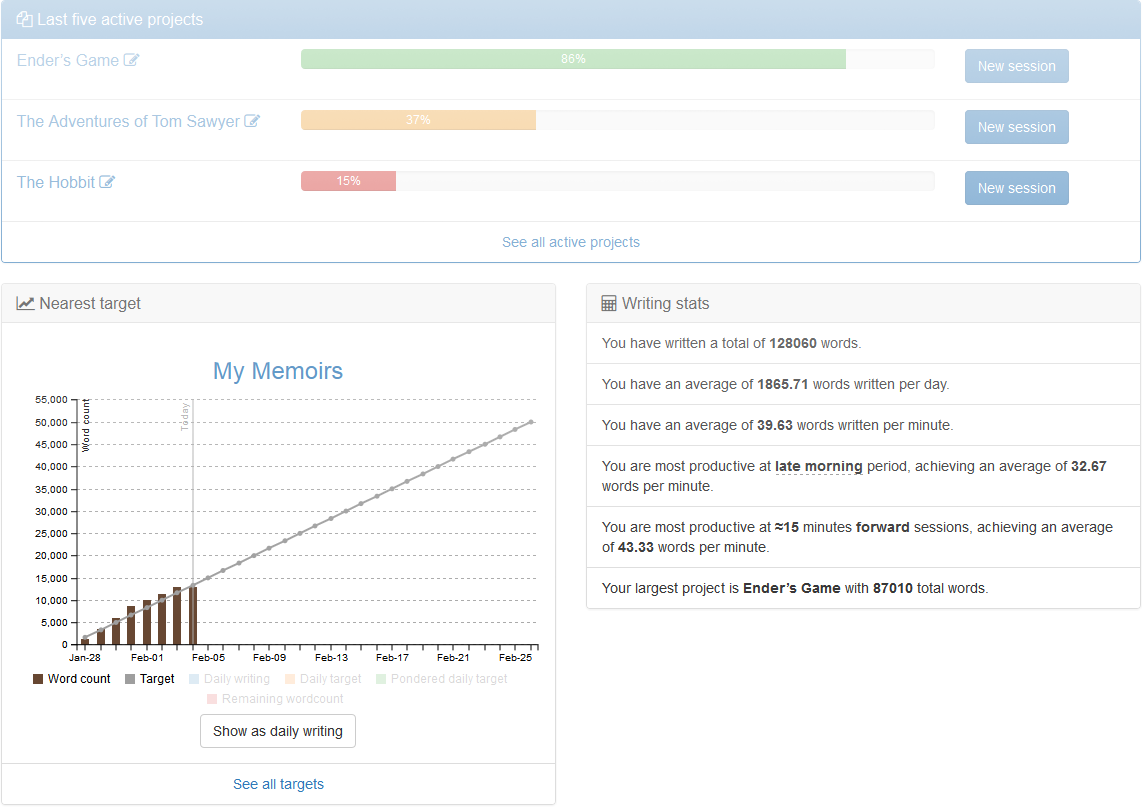 Last five active projects
Ender’s Game
86%
New session
The Adventures of Tom Sawyer
37%
New session
The Hobbit
15%
New session
See all active projects
Nearest target
My Memoirs
55,000
50,000
45,000
40,000
35,000
30,000
25,000
20,000
15,000
10,000
5,000
0
Word count
Today
Jan-28 Feb-01 Feb-05 Feb-09 Feb-13 Feb-17 Feb-21 Feb-25
Word count Target Daily writing Daily target Pondered daily target
Remaining wordcount
Show as daily writing
See all targets
Writing stats
You have written a total of 128060 words.
You have an average of 1865.71 words written per day.
You have an average of 39.63 words written per minute.
You are most productive at late morning period, achieving an average of 32.67
words per minute.
You are most productive at ≈15 minutes forward sessions, achieving an average
of 43.33 words per minute.
Your largest project is Ender’s Game with 87010 total words.